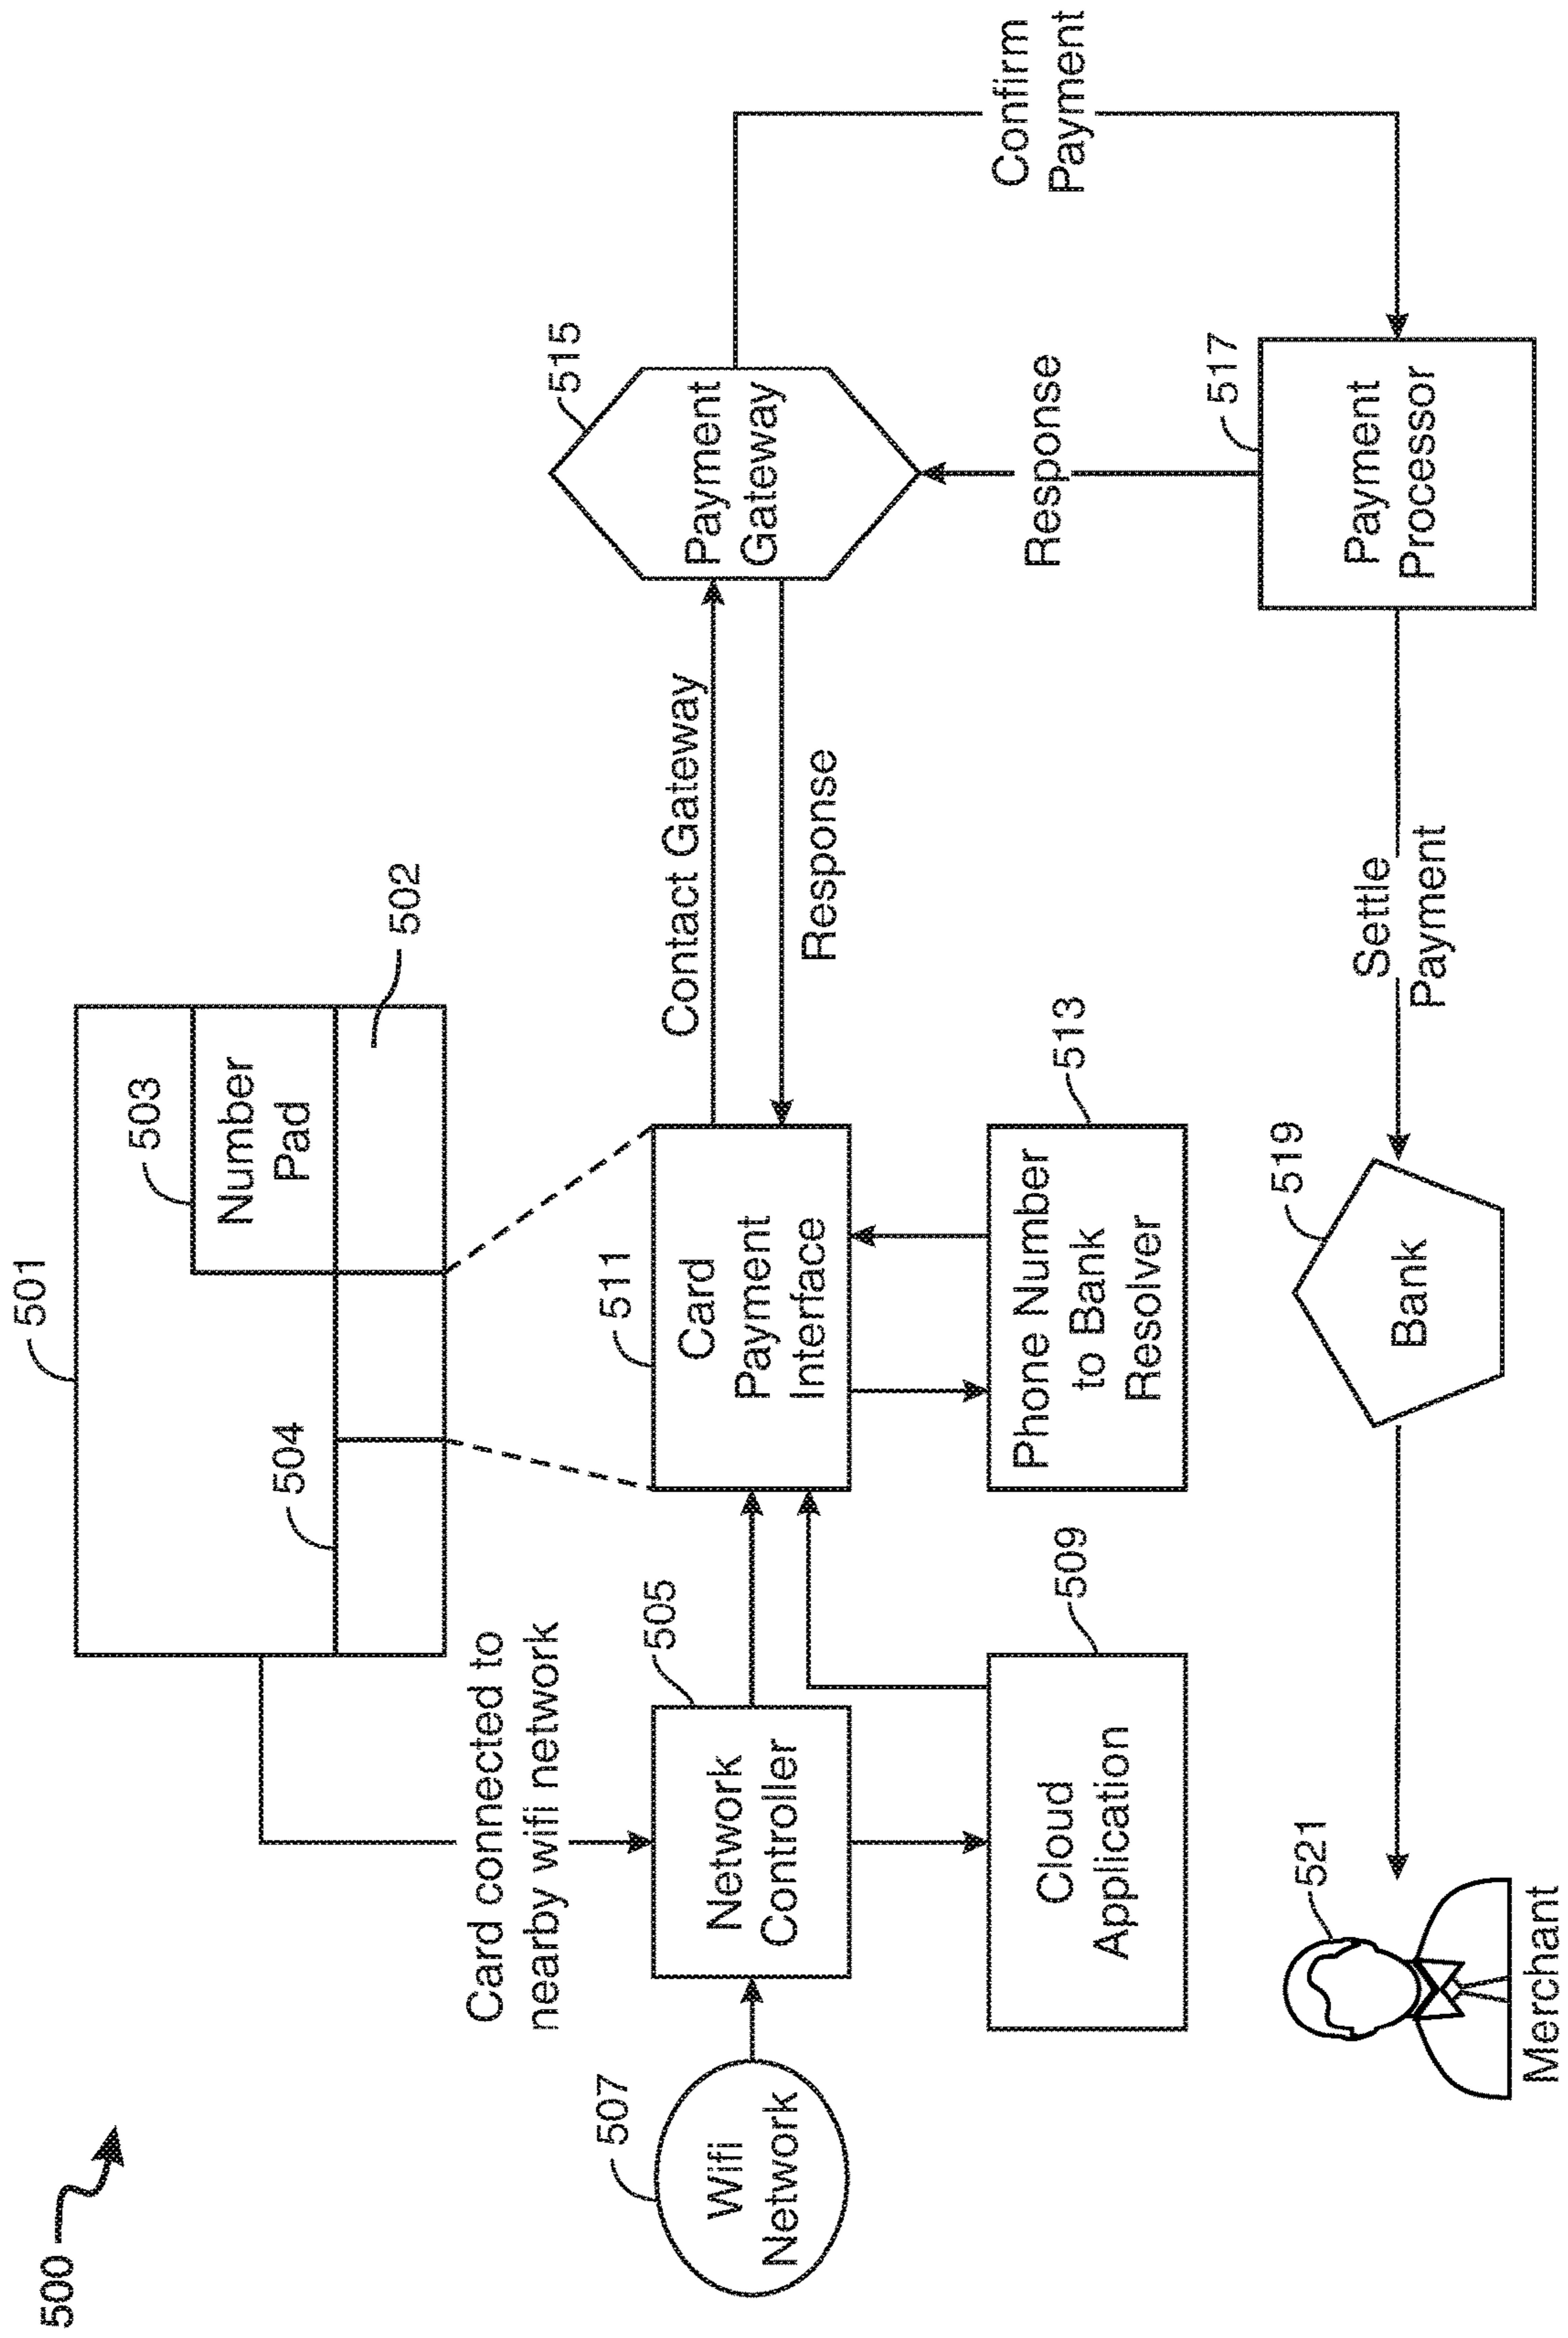 500
501
503
Number
Pad
504
502
Card connected to
nearby wifi network
507
Wifi
Network
505
Network
Controller
509
Cloud
Application
511
Card
Payment
Interface
513
Phone Number
to Bank
Resolver
Contact Gateway
Response
515
Payment
Gateway
Confirm
Payment
Response
517
Payment
Processor
Settle
Payment
519
Bank
521
Merchant